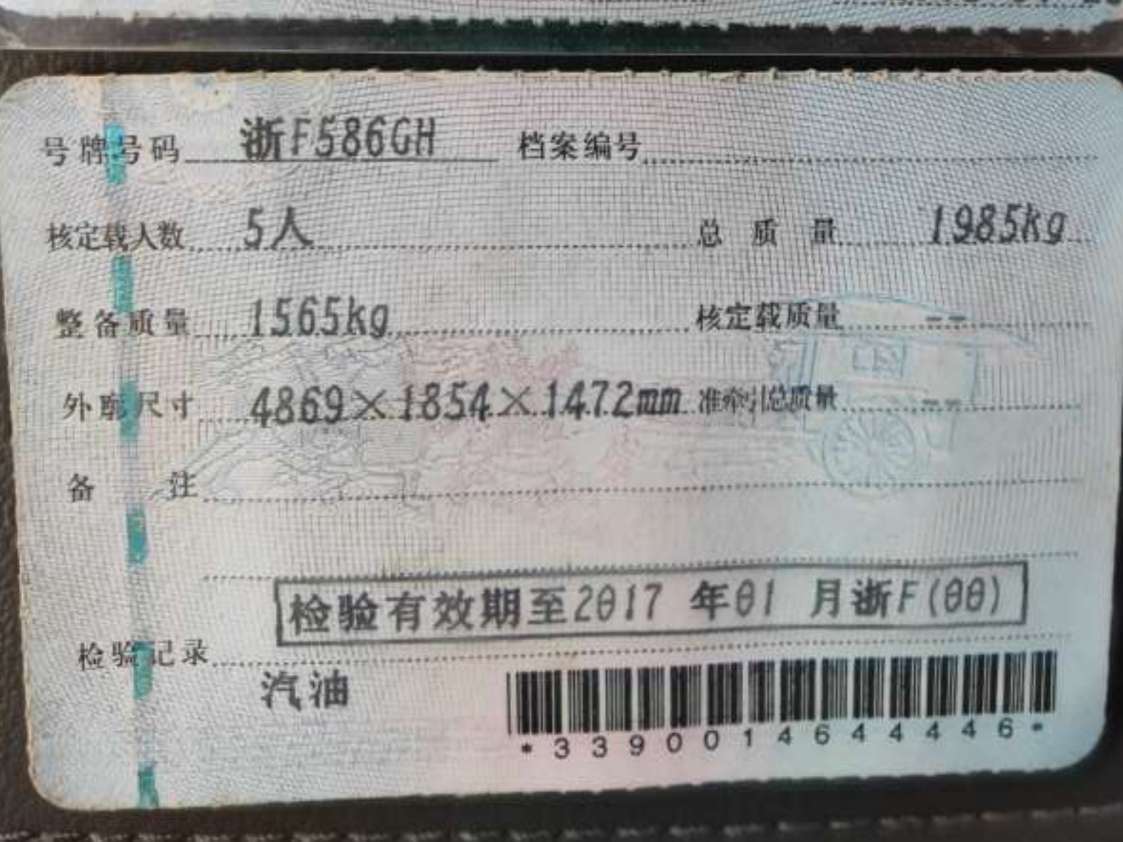 号牌号码 浙F586GH 档案编号
核定载人数 5人 总质量 1985kg
整备质量 1565kg 核定载质量 --
外廓尺寸 4869×1854×1472mm 准牵引总质量 --
备注
检验有效期至2017年01月浙F(00)
检验记录
汽油
*3390014644446*